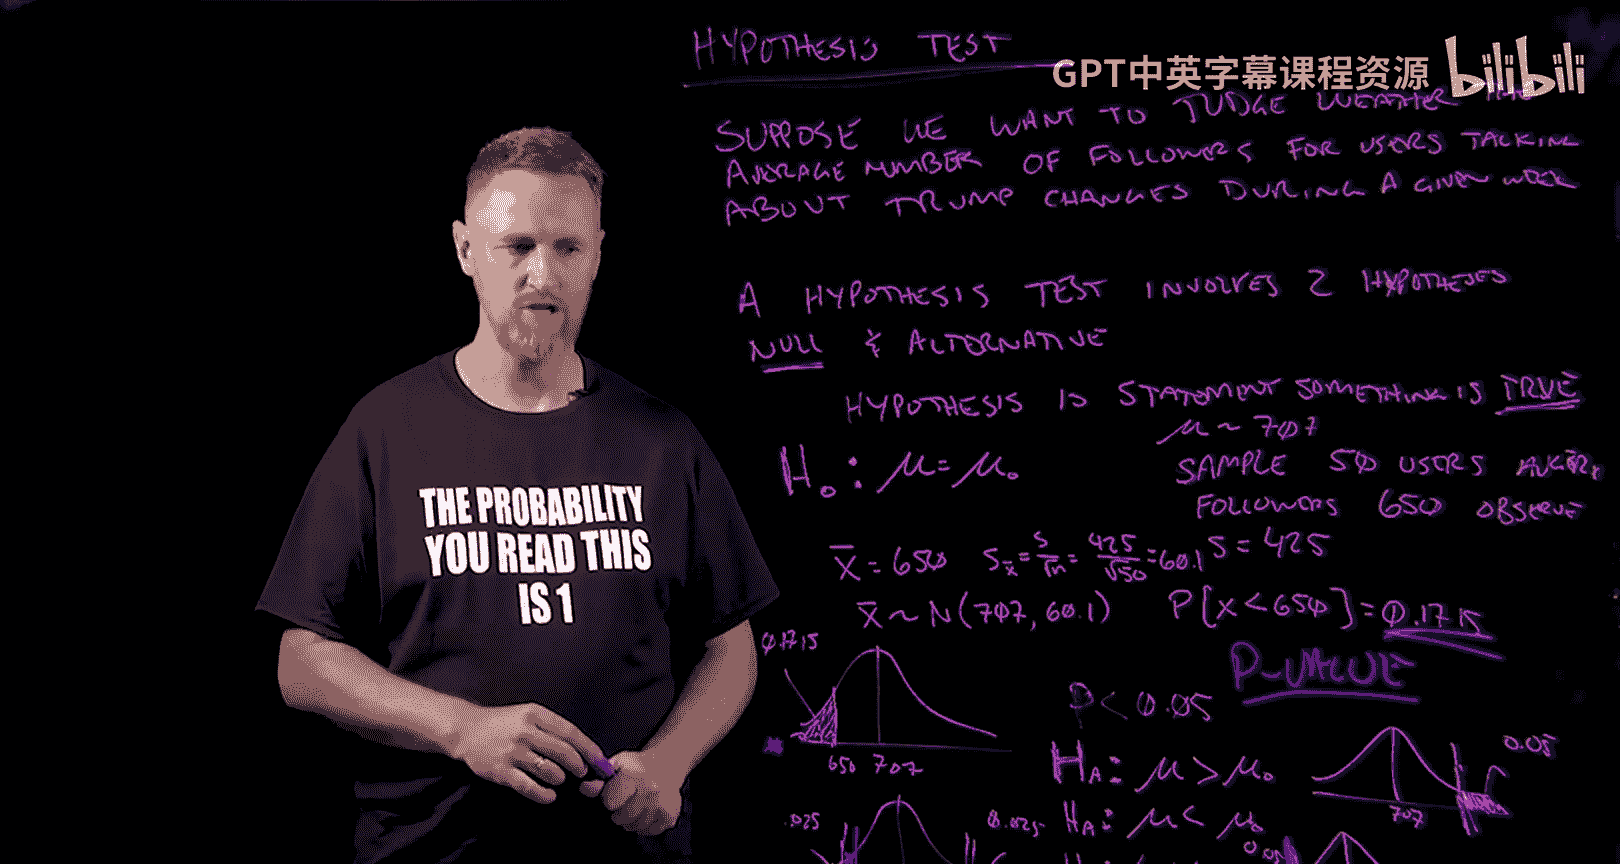 HYPOTHESIS TEST
GPT中英字幕课程资源 bilibili
SUPPOSE WE WANT TO JUDGE WEATHER THE
AVERAGE NUMBER OF FOLLOWERS FOR USERS TALKING
ABOUT TRUMP CHANGES DURING A GIVEN WEEK
A HYPOTHESIS TEST INVOLVES 2 HYPOTHESES
NULL & ALTERNATIVE
HYPOTHESIS IS STATEMENT SOMETHING IS TRUE
μ ~ 707
H₀: μ = μ₀
SAMPLE 50 USERS
FOLLOWERS 650 OBSERVE
x̄ = 650 Sx̄ = s/√n = 425/√50 = 60.1 S = 425
x̄ ~ N(707, 60.1) P[X < 650] = 0.1715
THE PROBABILITY
YOU READ THIS
IS 1
0.1715
P-VALUE
650 707
P < 0.05
Hₐ: μ > μ₀
0.05
707
.025
0.025
Hₐ: μ < μ₀
0.05